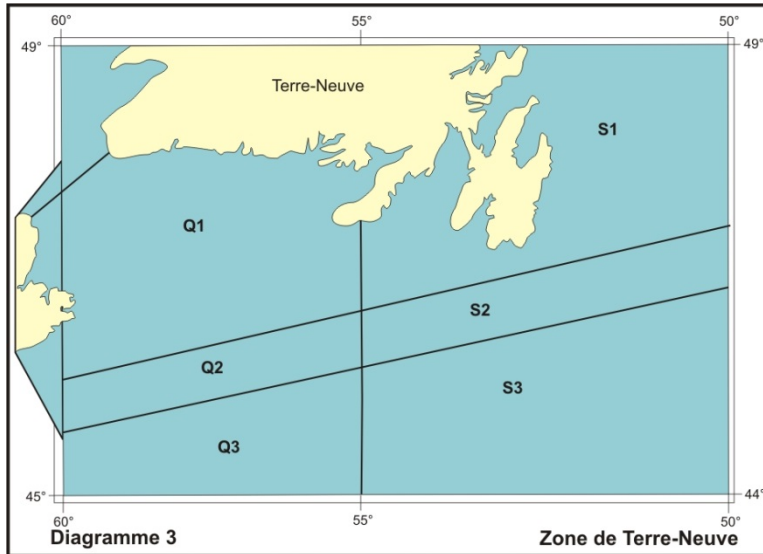 60° 55° 50°
49° 49°
Terre-Neuve
S1
Q1
S2
Q2
S3
Q3
45° 44°
60° 55° 50°
Diagramme 3 Zone de Terre-Neuve